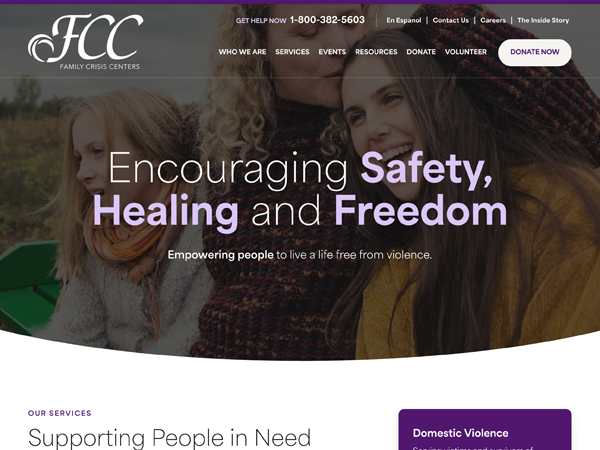 GET HELP NOW 1-800-382-5603 En Espanol | Contact Us | Careers | The Inside Story
FCC
FAMILY CRISIS CENTERS
WHO WE ARE SERVICES EVENTS RESOURCES DONATE VOLUNTEER DONATE NOW
Encouraging Safety,
Healing and Freedom
Empowering people to live a life free from violence.
OUR SERVICES
Supporting People in Need
Domestic Violence